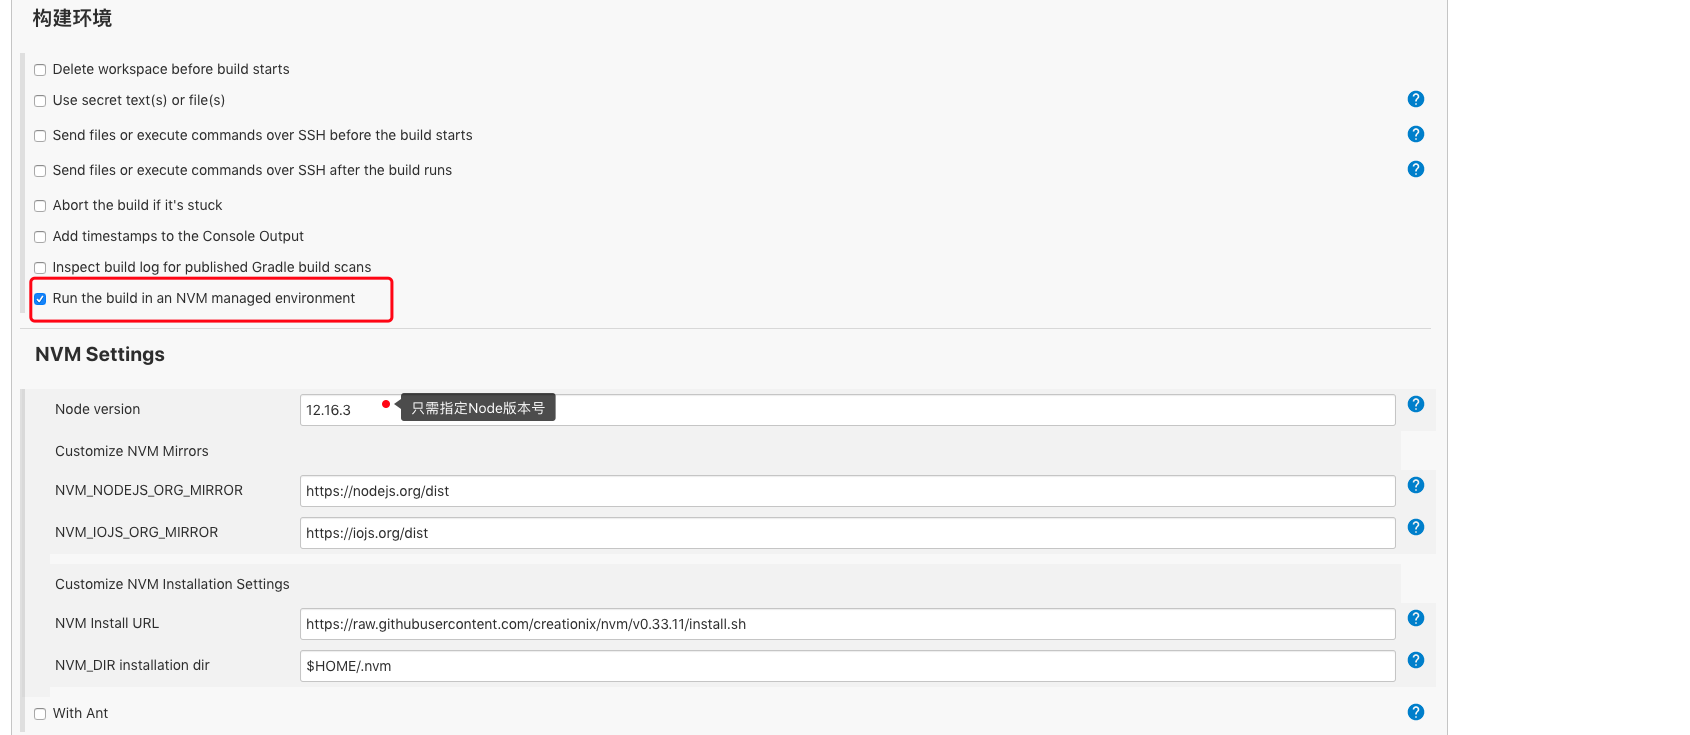 构建环境
Delete workspace before build starts
Use secret text(s) or file(s)
?
Send files or execute commands over SSH before the build starts
?
Send files or execute commands over SSH after the build runs
?
Abort the build if it's stuck
Add timestamps to the Console Output
Inspect build log for published Gradle build scans
Run the build in an NVM managed environment
NVM Settings
Node version
12.16.3
只需指定Node版本号
?
Customize NVM Mirrors
NVM_NODEJS_ORG_MIRROR
https://nodejs.org/dist
?
NVM_IOJS_ORG_MIRROR
https://iojs.org/dist
?
Customize NVM Installation Settings
NVM Install URL
https://raw.githubusercontent.com/creationix/nvm/v0.33.11/install.sh
?
NVM_DIR installation dir
$HOME/.nvm
?
With Ant
?